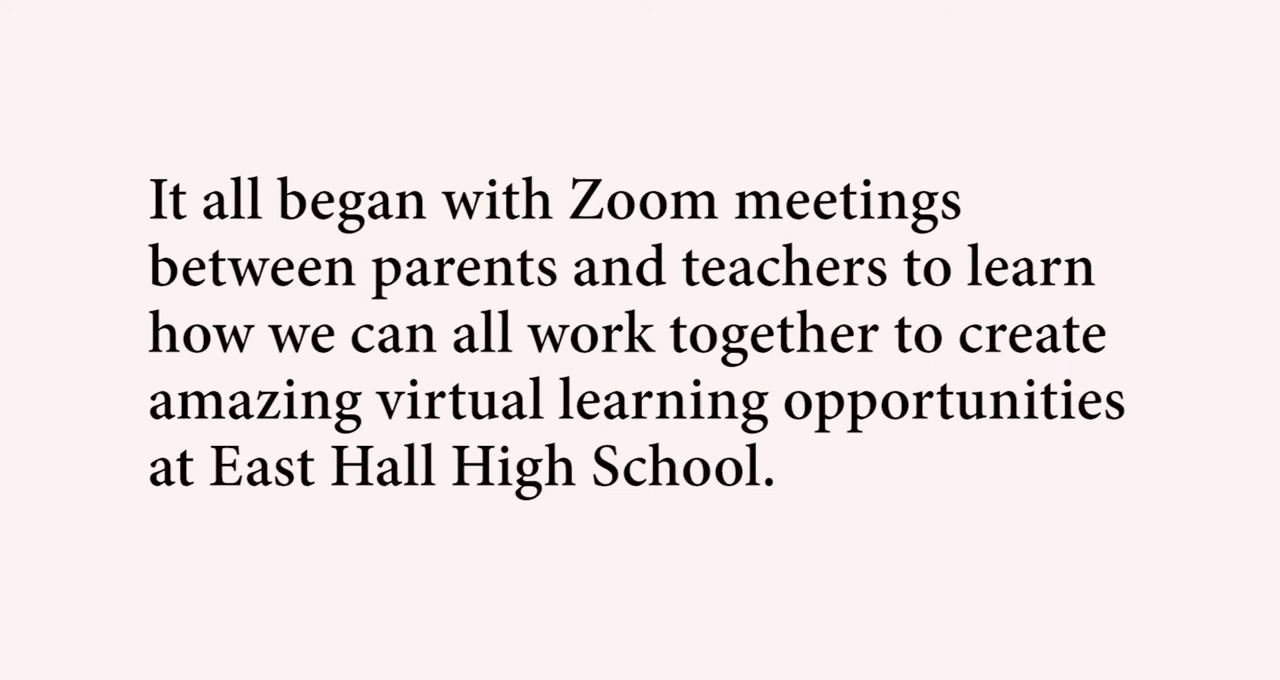 It all began with Zoom meetings
between parents and teachers to learn
how we can all work together to create
amazing virtual learning opportunities
at East Hall High School.